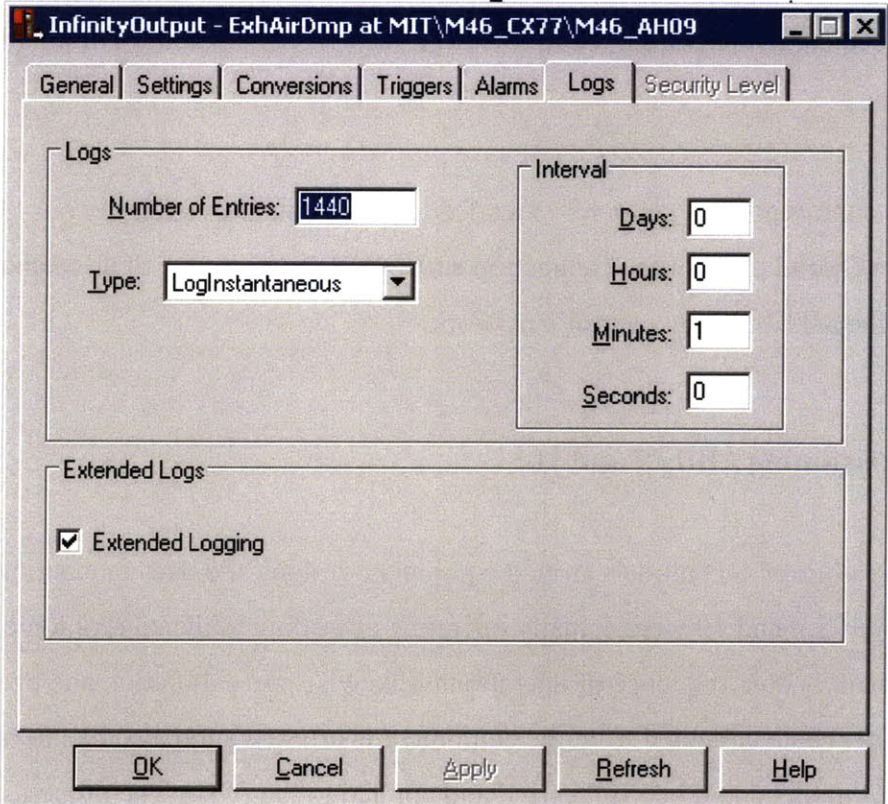 InfinityOutput - ExhAirDmp at MIT\M46_CX77\M46_AH09
General Settings Conversions Triggers Alarms Logs Security Level
Logs
Number of Entries: 1440
Type: LogInstantaneous
Interval
Days: 0
Hours: 0
Minutes: 1
Seconds: 0
Extended Logs
Extended Logging
OK Cancel Apply Refresh Help